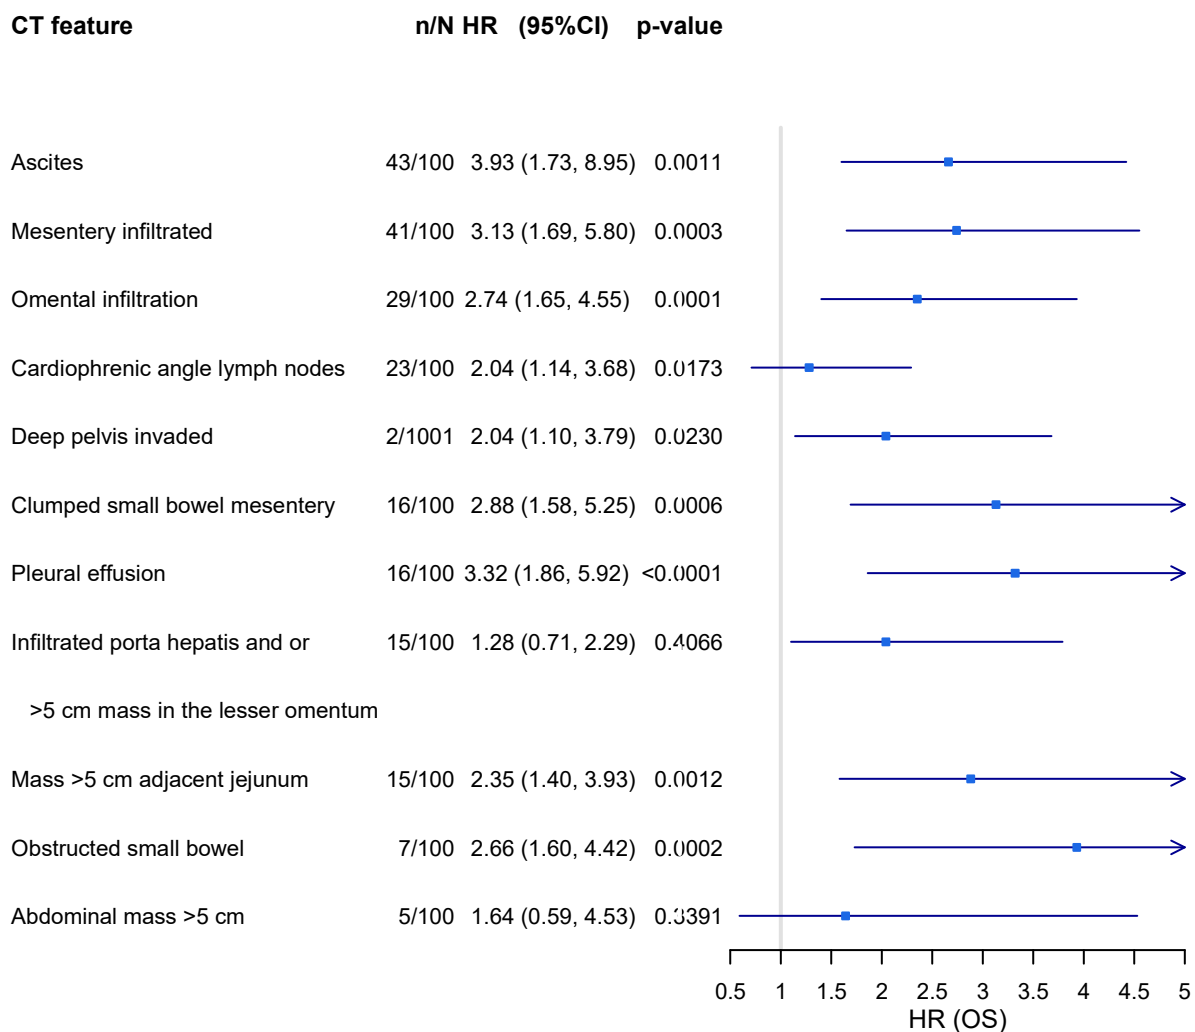 CT feature n/N HR (95%CI) p-value
Ascites 43/100 3.93 (1.73, 8.95) 0.0011
Mesentery infiltrated 41/100 3.13 (1.69, 5.80) 0.0003
Omental infiltration 29/100 2.74 (1.65, 4.55) 0.0001
Cardiophrenic angle lymph nodes 23/100 2.04 (1.14, 3.68) 0.0173
Deep pelvis invaded 2/1001 2.04 (1.10, 3.79) 0.0230
Clumped small bowel mesentery 16/100 2.88 (1.58, 5.25) 0.0006
Pleural effusion 16/100 3.32 (1.86, 5.92) <0.0001
Infiltrated porta hepatis and or 15/100 1.28 (0.71, 2.29) 0.4066
>5 cm mass in the lesser omentum
Mass >5 cm adjacent jejunum 15/100 2.35 (1.40, 3.93) 0.0012
Obstructed small bowel 7/100 2.66 (1.60, 4.42) 0.0002
Abdominal mass >5 cm 5/100 1.64 (0.59, 4.53) 0.3391
0.5 1 1.5 2 2.5 3 3.5 4 4.5 5
HR (OS)